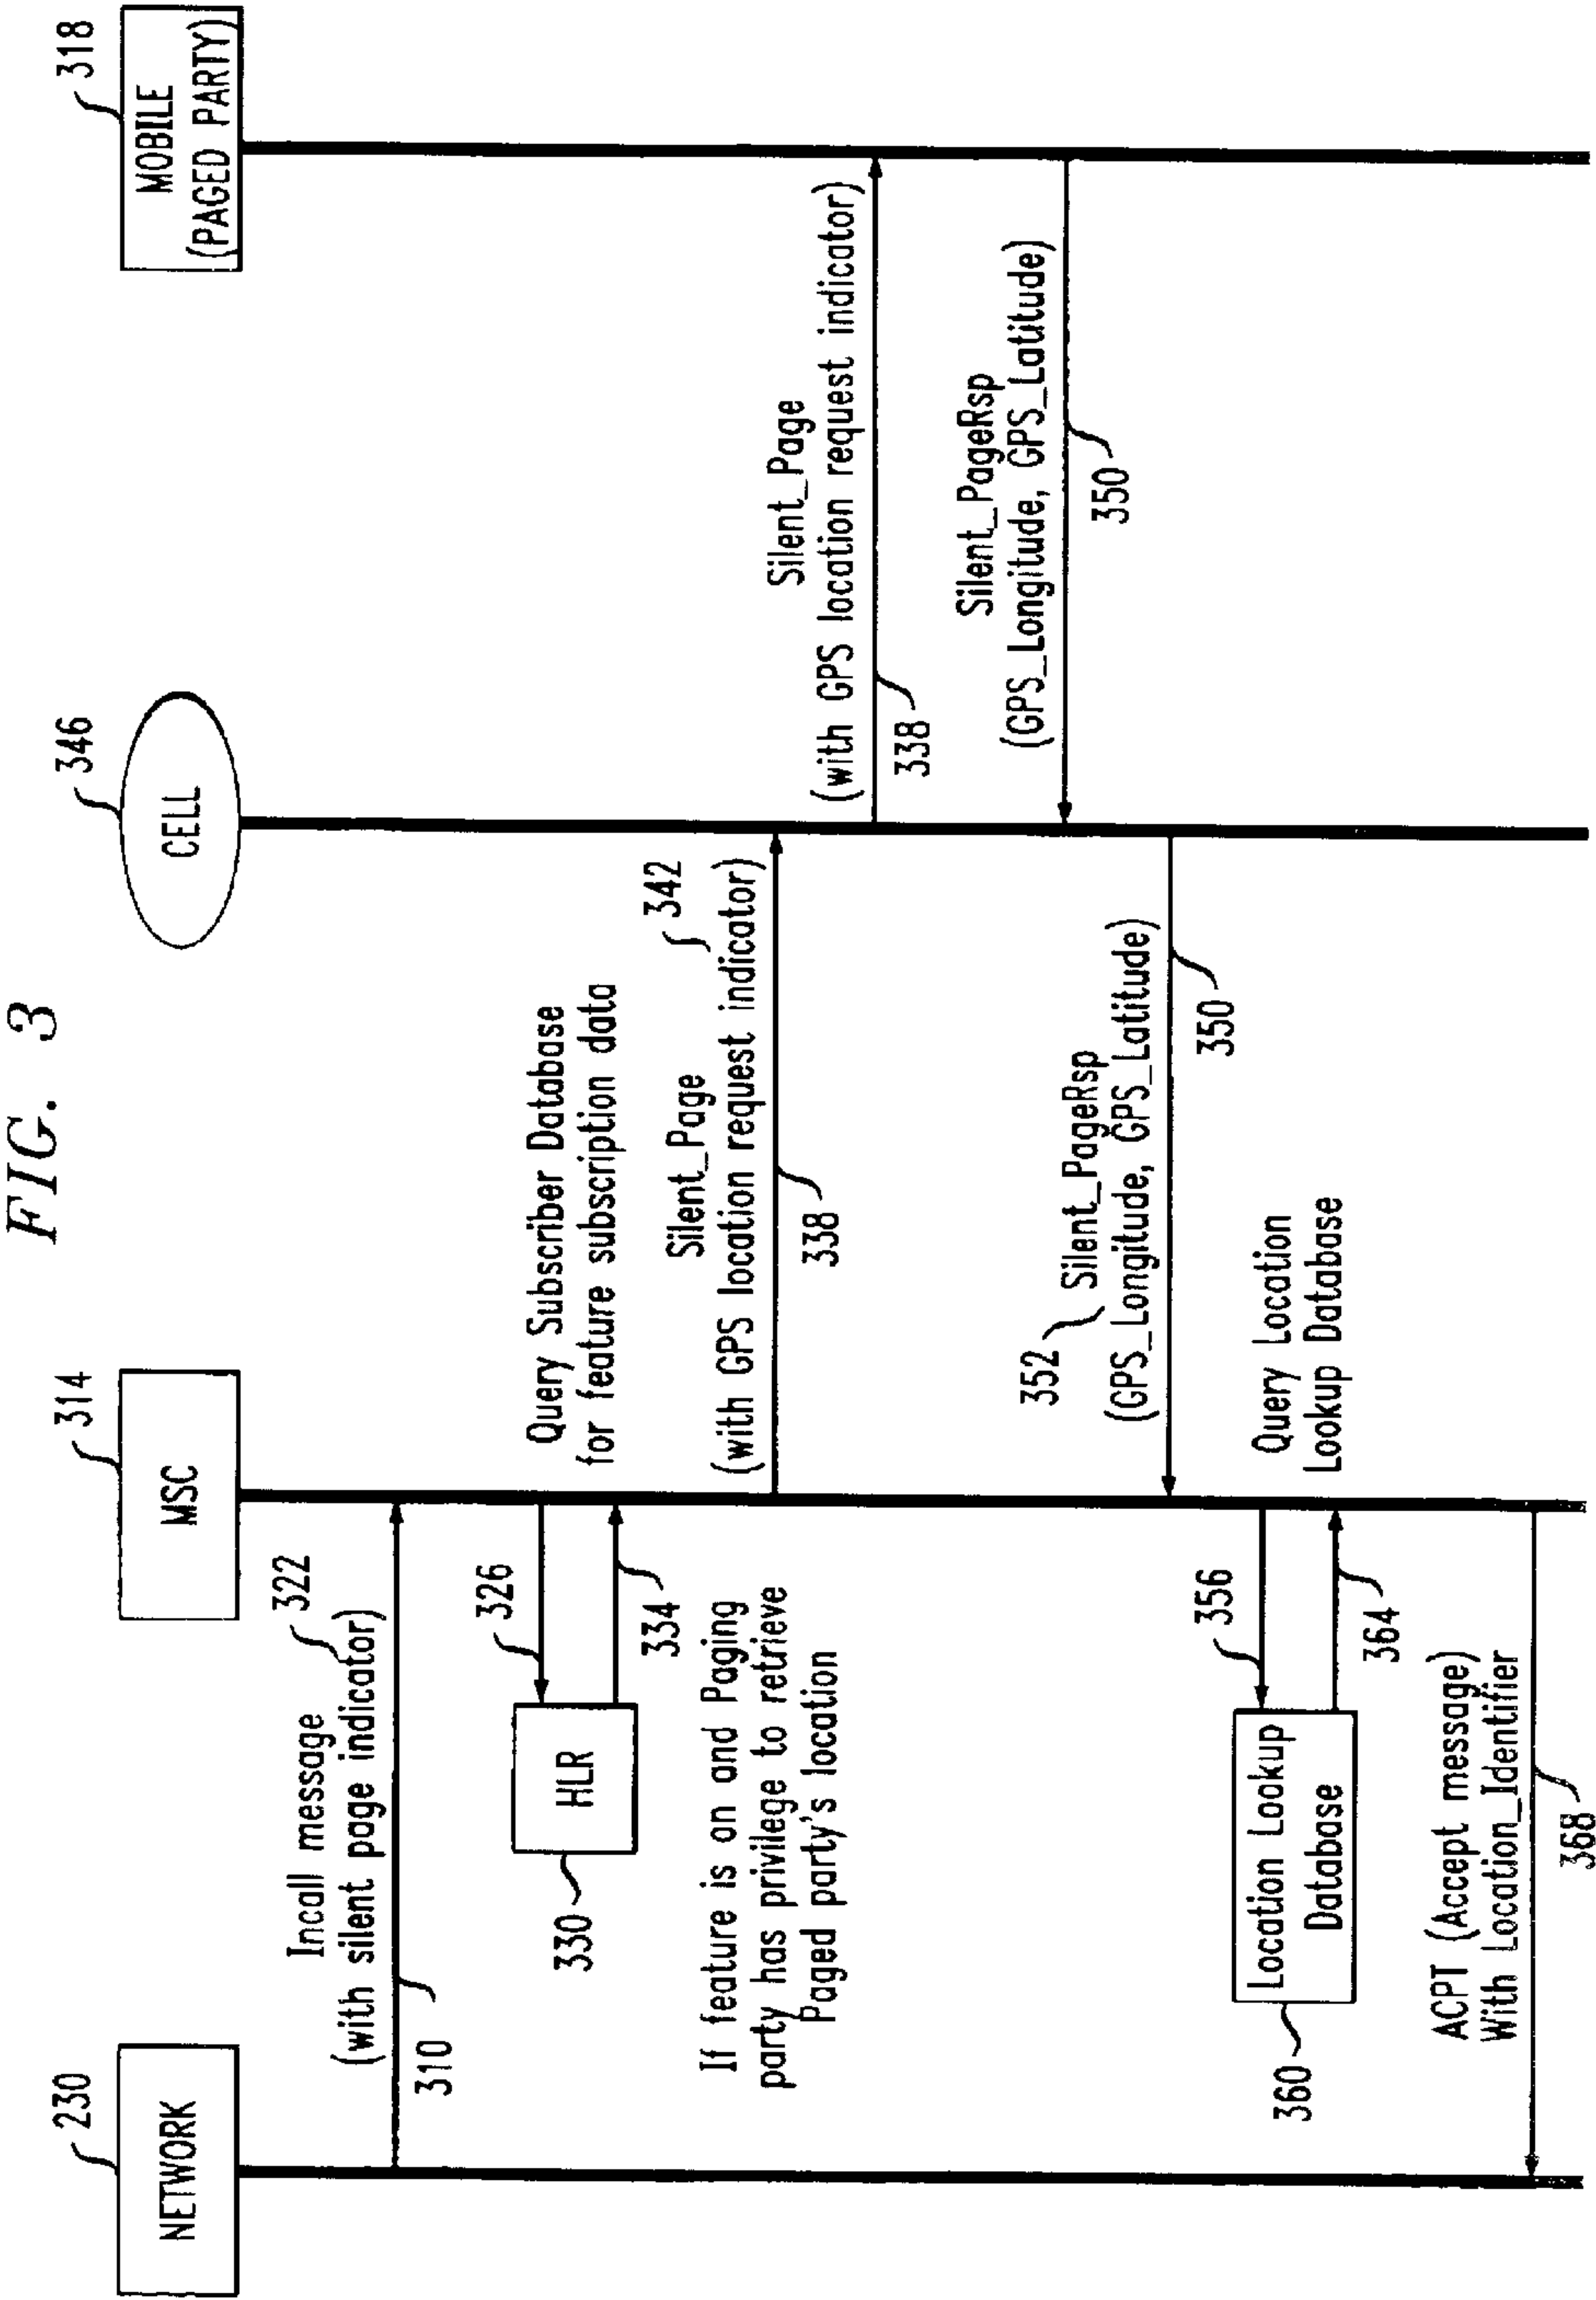 FIG. 3
230
NETWORK
314
MSC
346
CELL
318
MOBILE
(PAGED PARTY)
Incall message
322
(with silent page indicator)
310
Query Subscriber Database
for feature subscription data
326
HLR
330
334
If feature is on and Paging
party has privilege to retrieve
Paged party's location
Silent_Page
342
(with GPS location request indicator)
338
Silent_Page
(with GPS location request indicator)
338
Silent_PageRsp
(GPS_Longitude, GPS_Latitude)
350
352
Silent_PageRsp
(GPS_Longitude, GPS_Latitude)
350
Query Location
Lookup Database
356
Location Lookup
Database
360
364
ACPT (Accept message)
With Location_Identifier
368